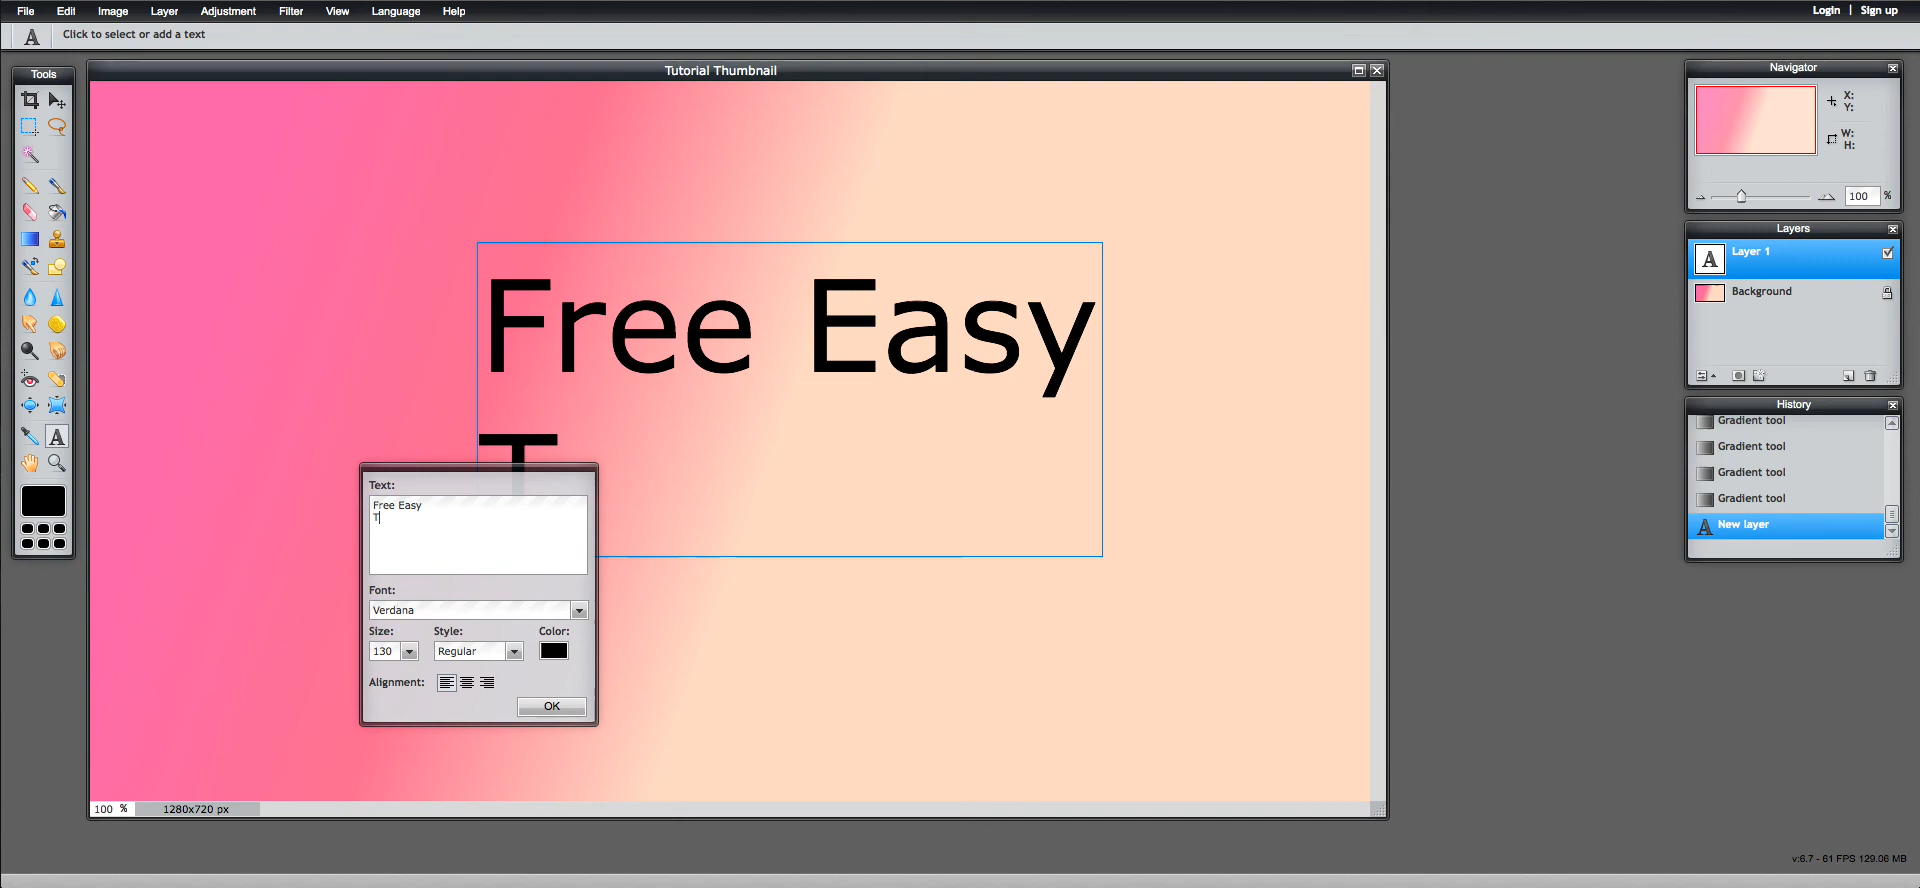 File Edit Image Layer Adjustment Filter View Language Help
Login | Sign up
A Click to select or add a text
Tools
Tutorial Thumbnail
Free Easy
T
Text:
Free Easy
T
Font:
Verdana
Size: Style: Color:
130 Regular
Alignment:
OK
100 % 1280x720 px
Navigator
X:
Y:
W:
H:
100 %
Layers
A Layer 1
Background
History
Gradient tool
Gradient tool
Gradient tool
Gradient tool
A New layer
v:6.7 - 61 FPS 129.06 MB